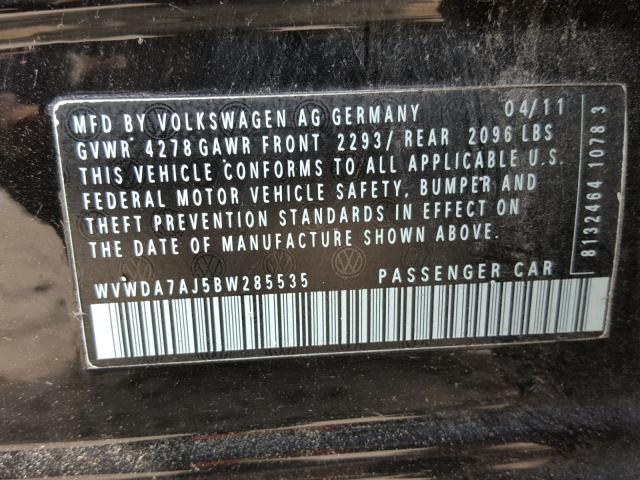 MFD BY VOLKSWAGEN AG GERMANY 04/11
GVWR 4278 GAWR FRONT 2293/ REAR 2096 LBS
THIS VEHICLE CONFORMS TO ALL APPLICABLE U.S.
FEDERAL MOTOR VEHICLE SAFETY, BUMPER AND
THEFT PREVENTION STANDARDS IN EFFECT ON
THE DATE OF MANUFACTURE SHOWN ABOVE.
WVWDA7AJ5BW285535 PASSENGER CAR
8132464 1078 3